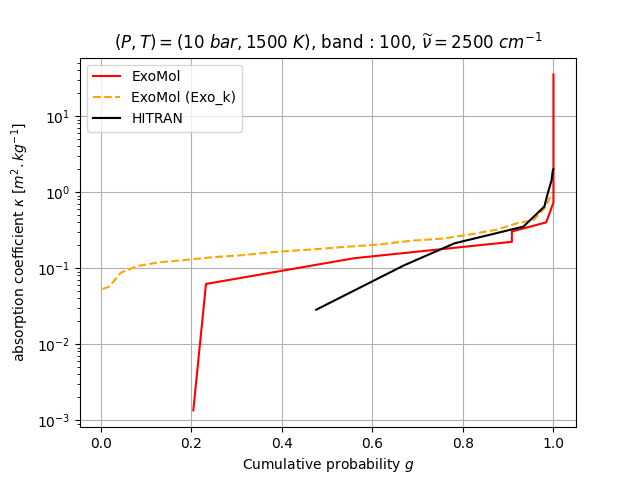 (P, T) = (10 bar, 1500 K), band : 100, ν̃ = 2500 cm⁻¹
ExoMol
ExoMol (Exo_k)
HITRAN
absorption coefficient κ [m². kg⁻¹]
10¹
10⁰
10⁻¹
10⁻²
10⁻³
0.0 0.2 0.4 0.6 0.8 1.0
Cumulative probability g